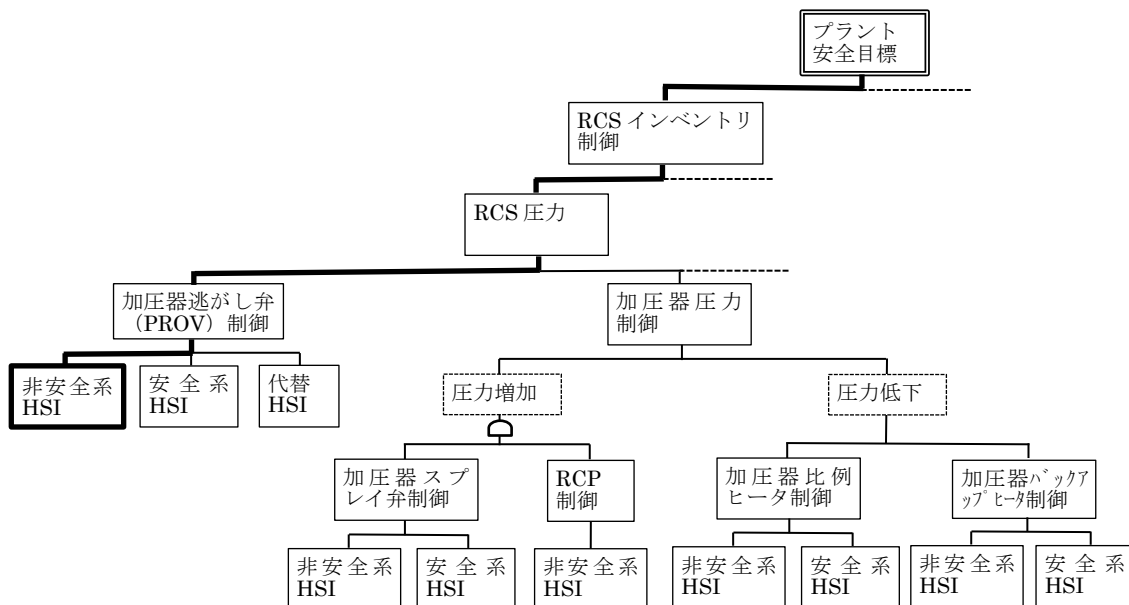 プラント
安全目標
RCS インベントリ
制御
RCS 圧力
加圧器逃がし弁
（PROV）制御
加圧器圧力
制御
非安全系
HSI
安全系
HSI
代替
HSI
圧力増加
圧力低下
加圧器スプ
レイ弁制御
RCP
制御
加圧器比例
ヒータ制御
加圧器バックア
ップヒータ制御
非安全系
HSI
安全系
HSI
非安全系
HSI
非安全系
HSI
安全系
HSI
非安全系
HSI
安全系
HSI